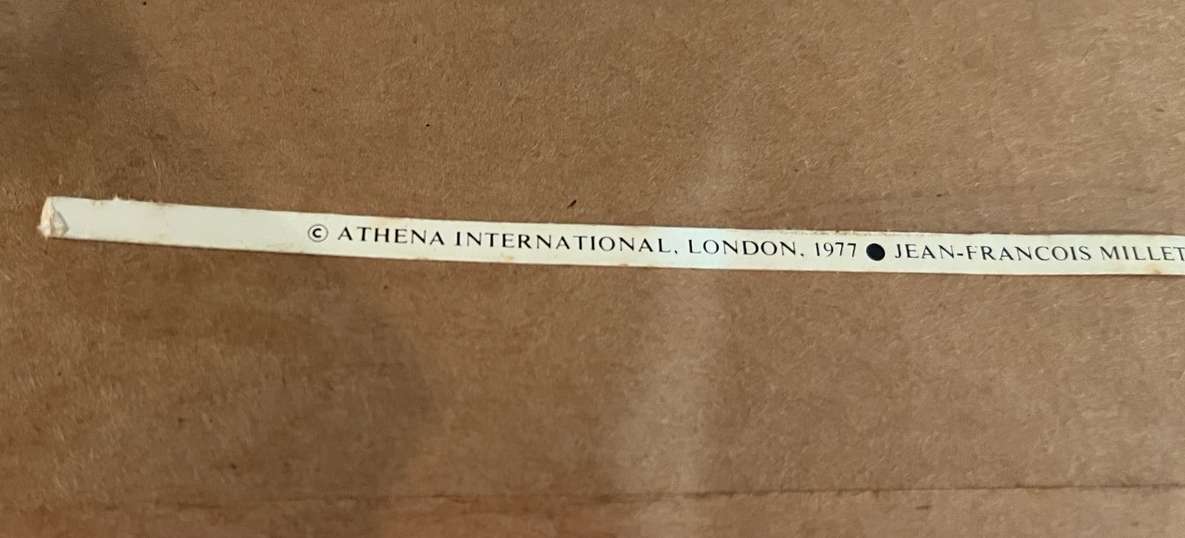 © ATHENA INTERNATIONAL, LONDON, 1977 ● JEAN-FRANCOIS MILLET